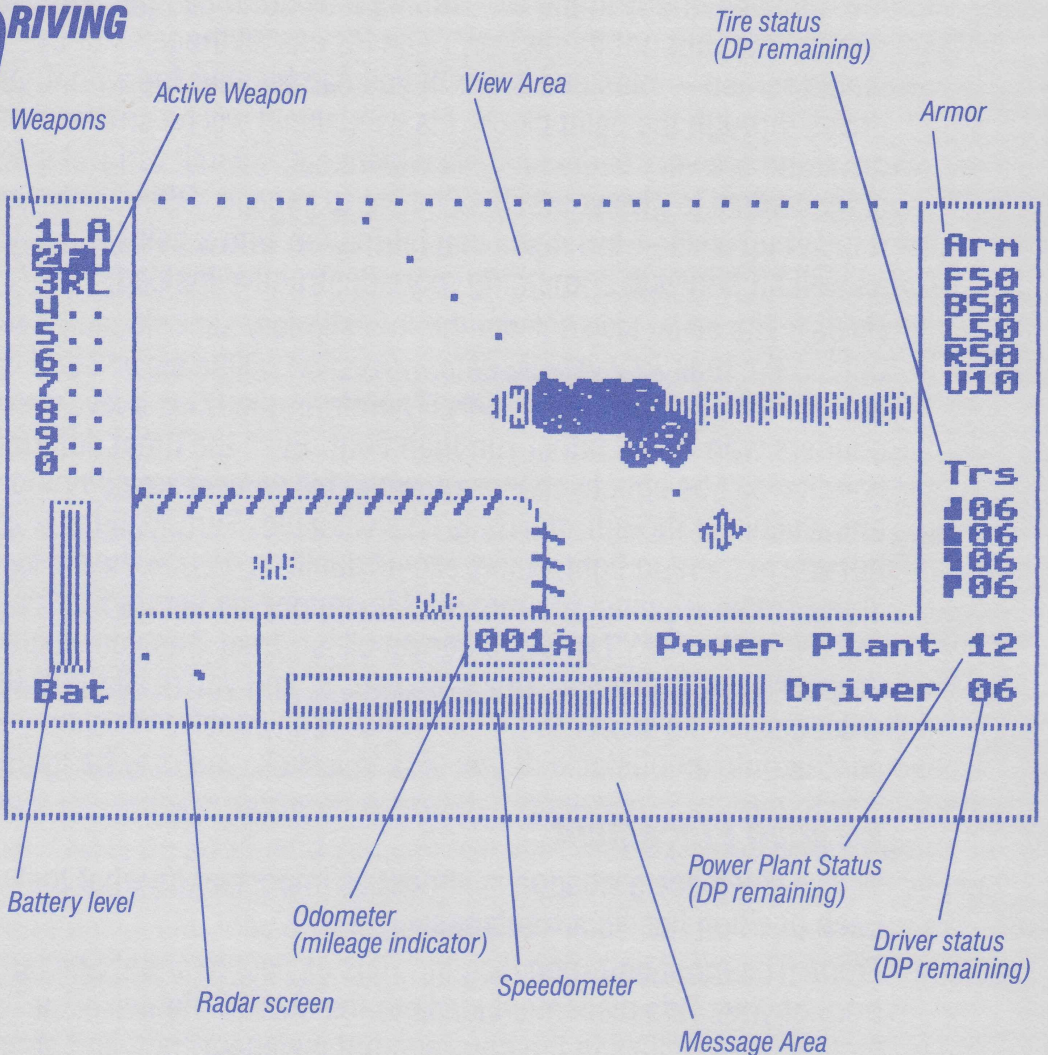 RIVING
Tire status
(DP remaining)
View Area
Active Weapon
Armor
Weapons
1LA
3RL
4..
5..
6..
7..
8..
9..
0..
Bat
Arm
F50
B50
L50
R50
U10
Trs
06
06
06
06
Power Plant 12
Driver 06
Battery level
Odometer
(mileage indicator)
Radar screen
Speedometer
Message Area
Power Plant Status
(DP remaining)
Driver status
(DP remaining)